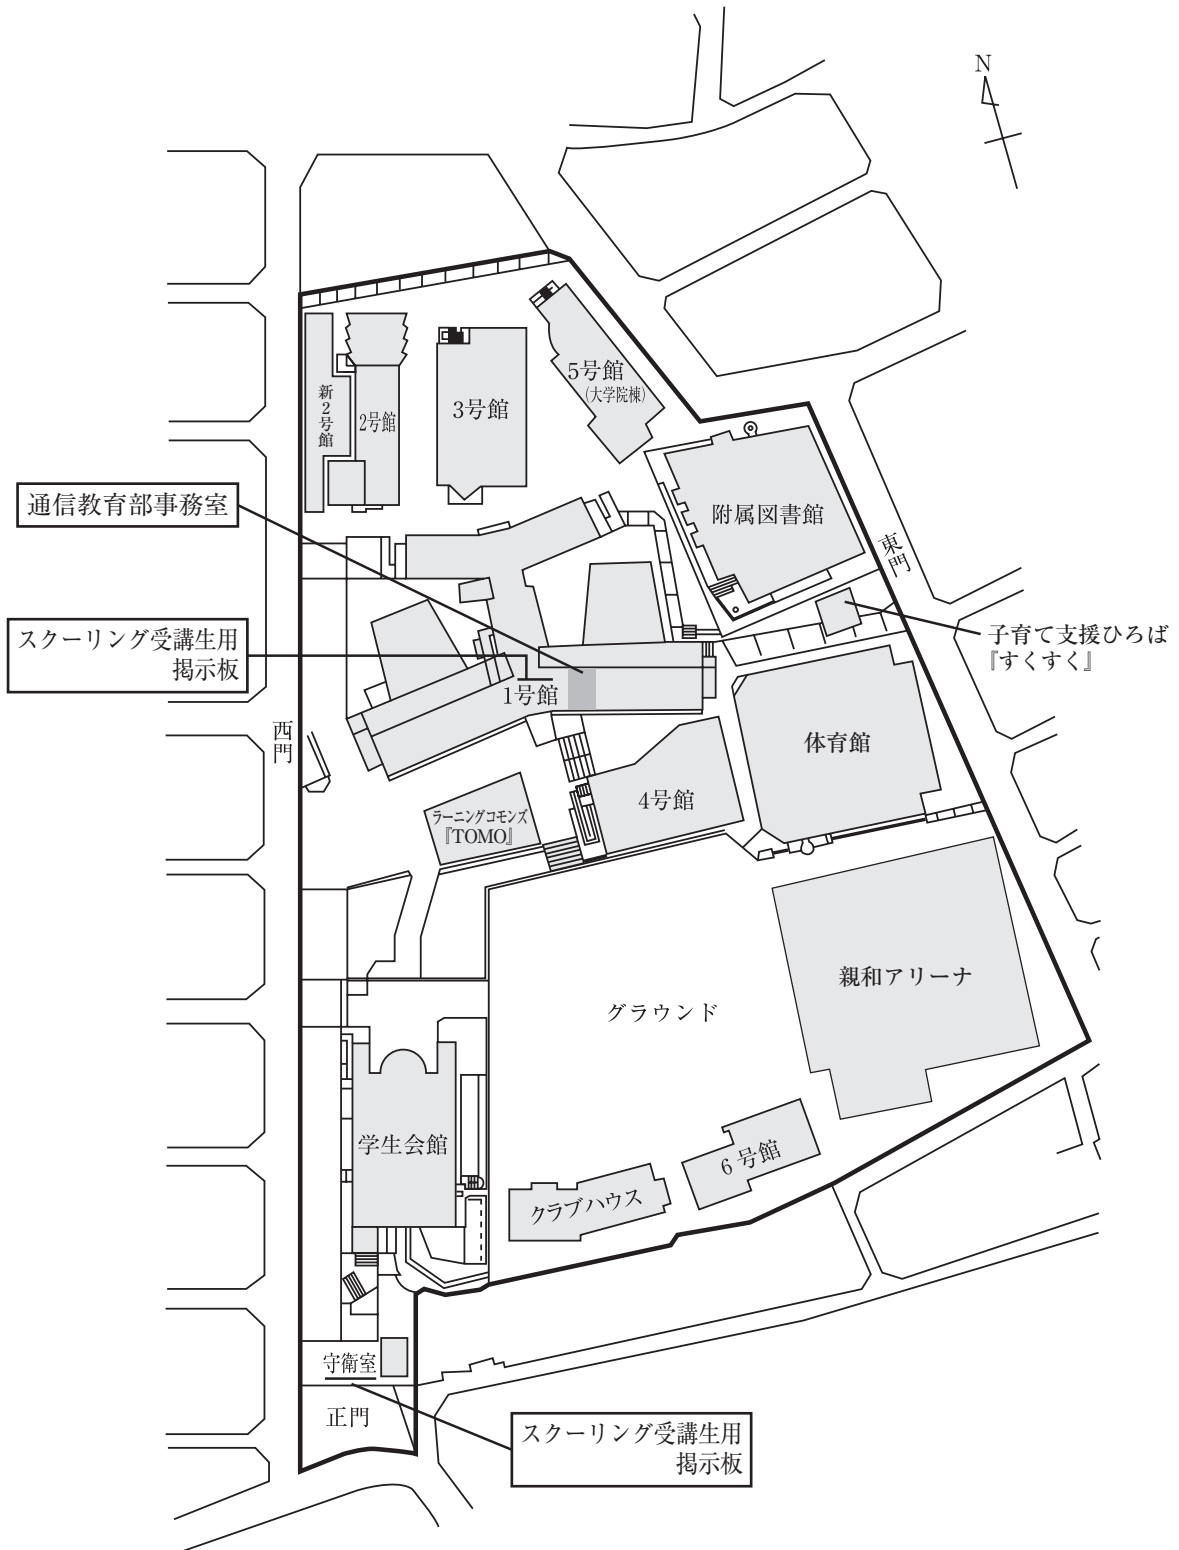 N
5号館
(大学院棟)
新2号館
2号館
3号館
通信教育部事務室
附属図書館
東門
スクーリング受講生用
掲示板
子育て支援ひろば
『すくすく』
1号館
西門
体育館
4号館
ラーニングコモンズ
『TOMO』
親和アリーナ
グラウンド
学生会館
6号館
クラブハウス
守衛室
正門
スクーリング受講生用
掲示板